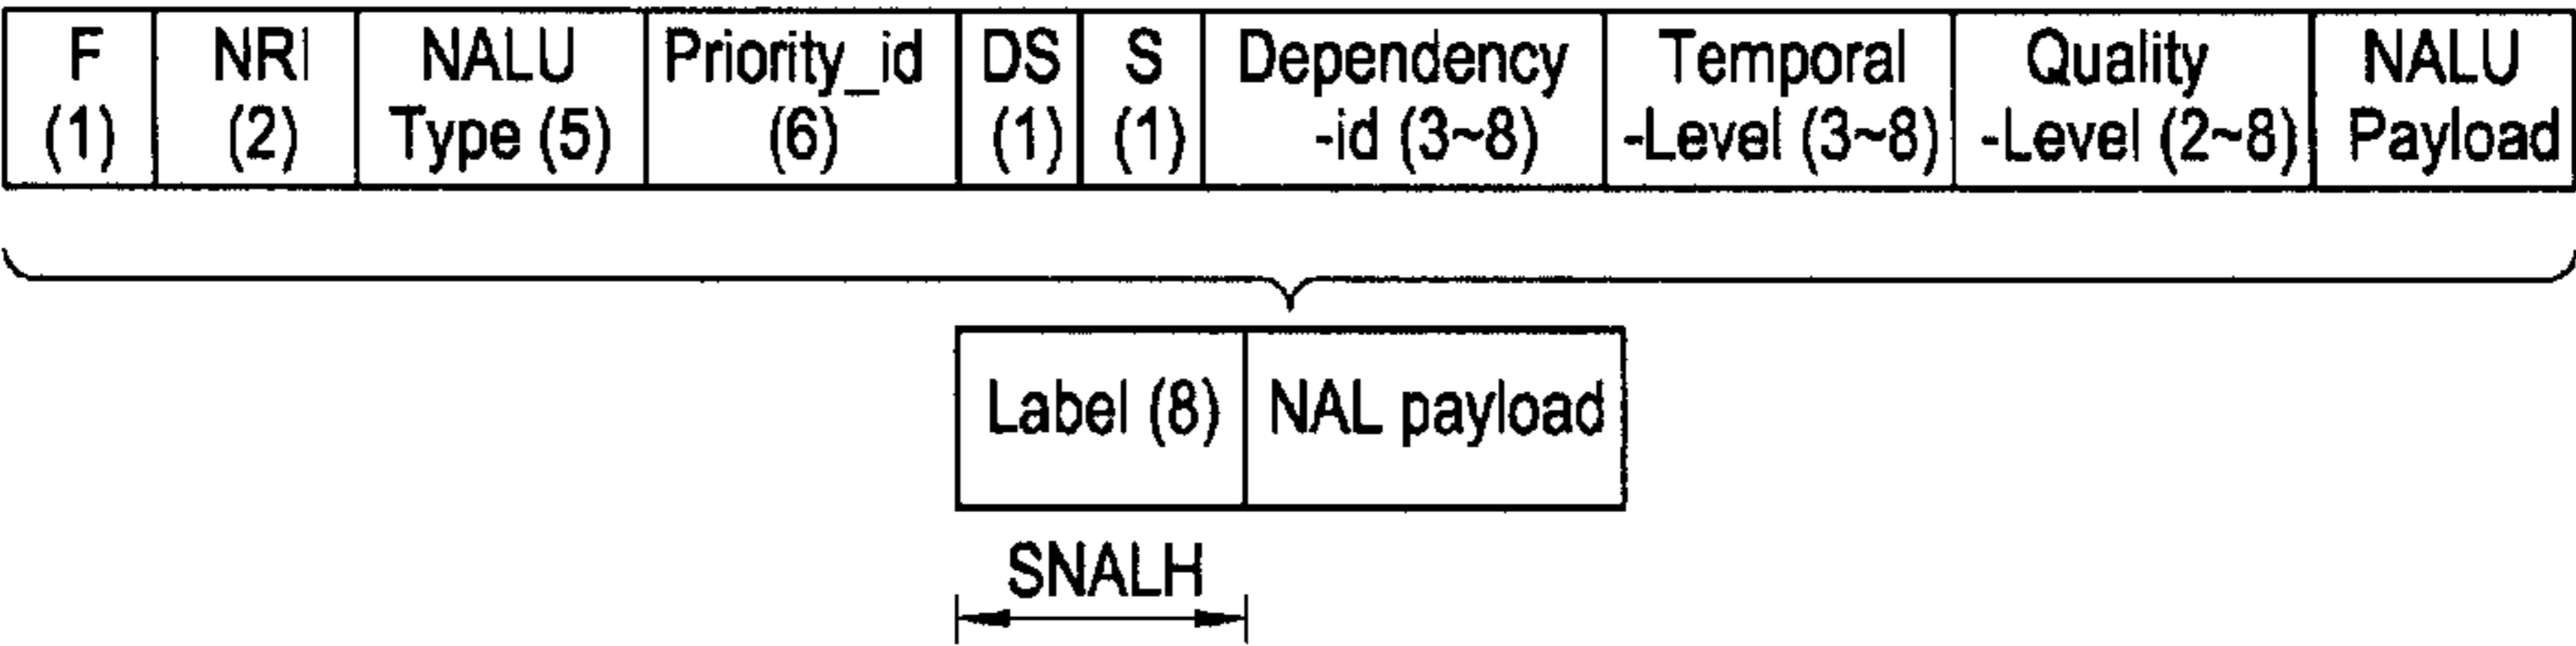 F
(1)
NRI
(2)
NALU
Type (5)
Priority_id
(6)
DS
(1)
S
(1)
Dependency
-id (3~8)
Temporal
-Level (3~8)
Quality
-Level (2~8)
NALU
Payload
Label (8)
NAL payload
SNALH